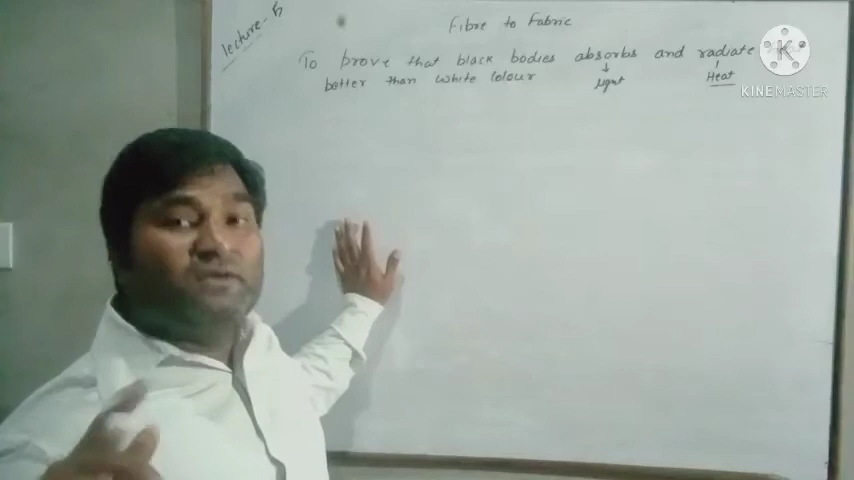 lecture-5
Fibre to Fabric
To prove that black bodies absorbs and radiate
better than white colour
light
Heat
KINEMASTER